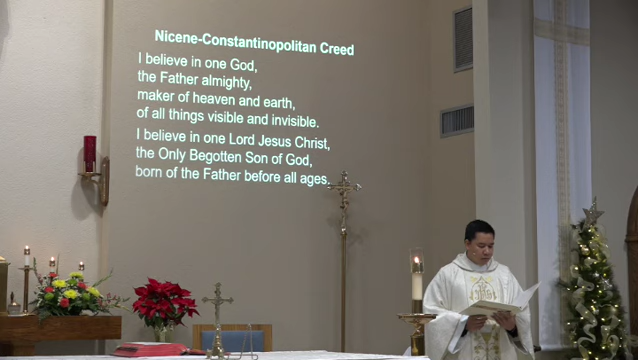 Nicene-Constantinopolitan Creed
I believe in one God,
the Father almighty,
maker of heaven and earth,
of all things visible and invisible.
I believe in one Lord Jesus Christ,
the Only Begotten Son of God,
born of the Father before all ages.